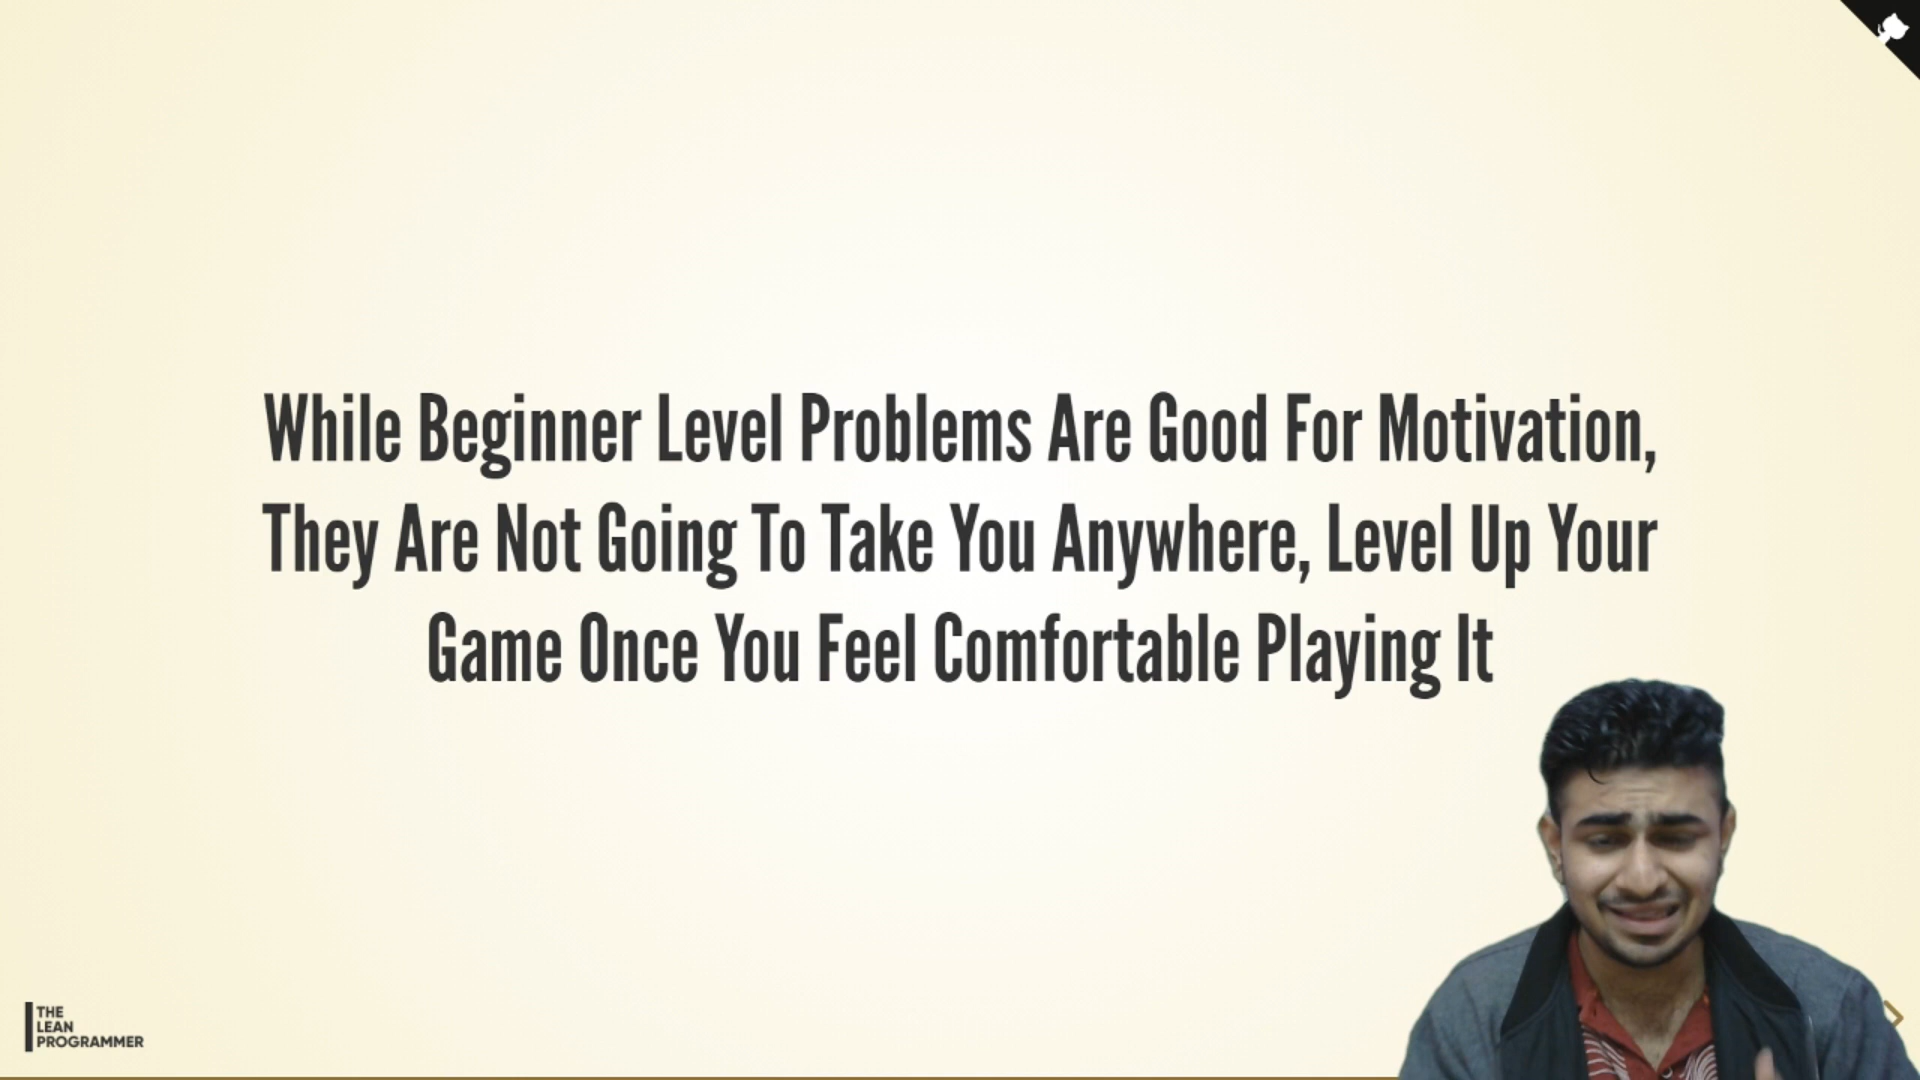 While Beginner Level Problems Are Good For Motivation,
They Are Not Going To Take You Anywhere, Level Up Your
Game Once You Feel Comfortable Playing It
THE
LEAN
PROGRAMMER